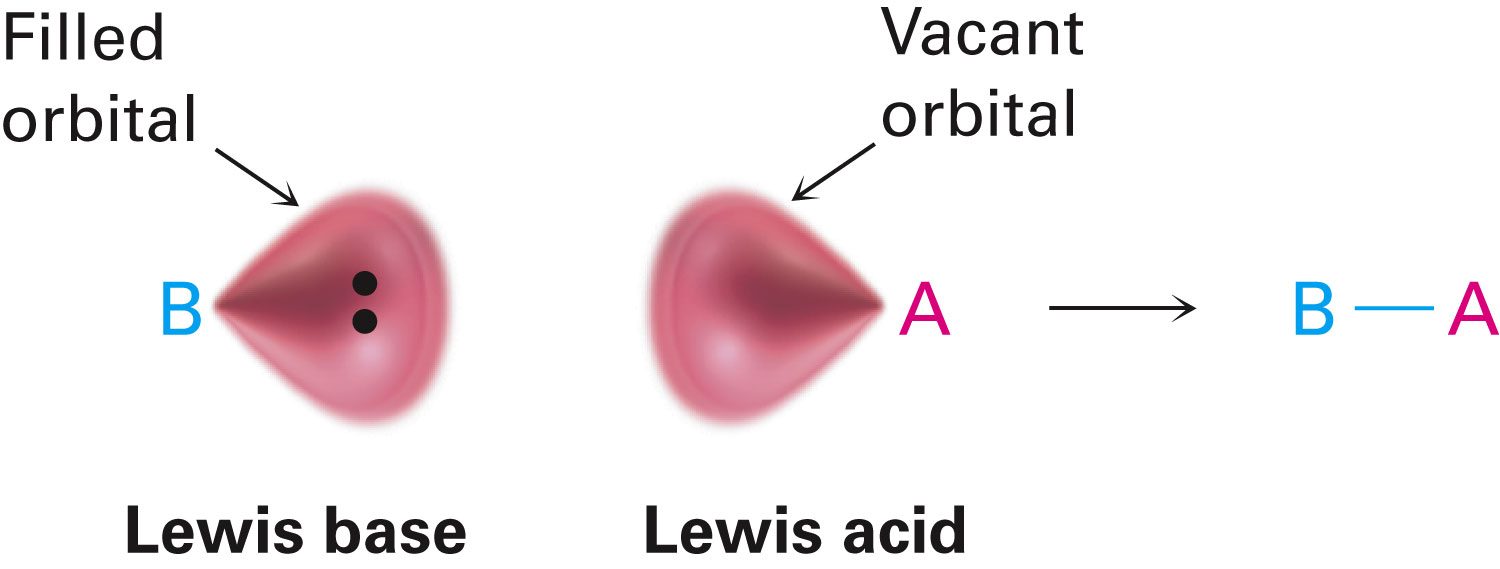 Filled
orbital
Vacant
orbital
B
A
B — A
Lewis base
Lewis acid